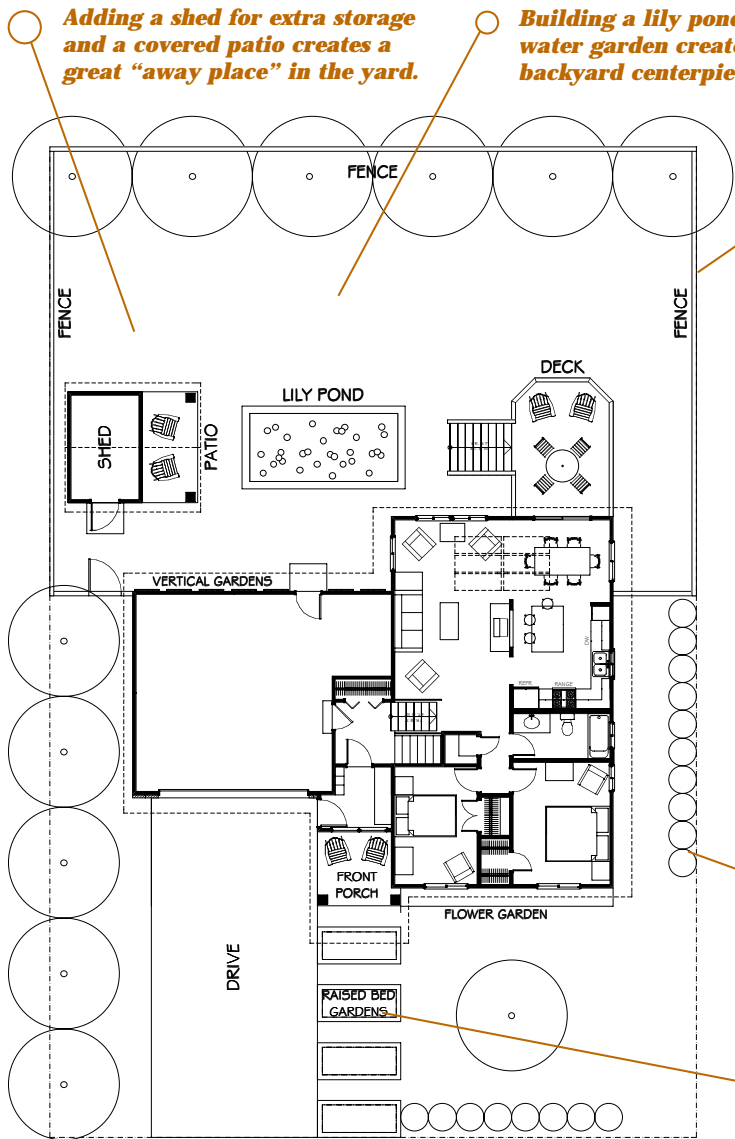 Adding a shed for extra storage
and a covered patio creates a
great “away place” in the yard.
Building a lily pond
water garden create
backyard centerpie
FENCE
FENCE
FENCE
DECK
LILY POND
SHED
PATIO
VERTICAL GARDENS
DW
REFR
RANGE
FRONT
PORCH
FLOWER GARDEN
DRIVE
RAISED BED
GARDENS